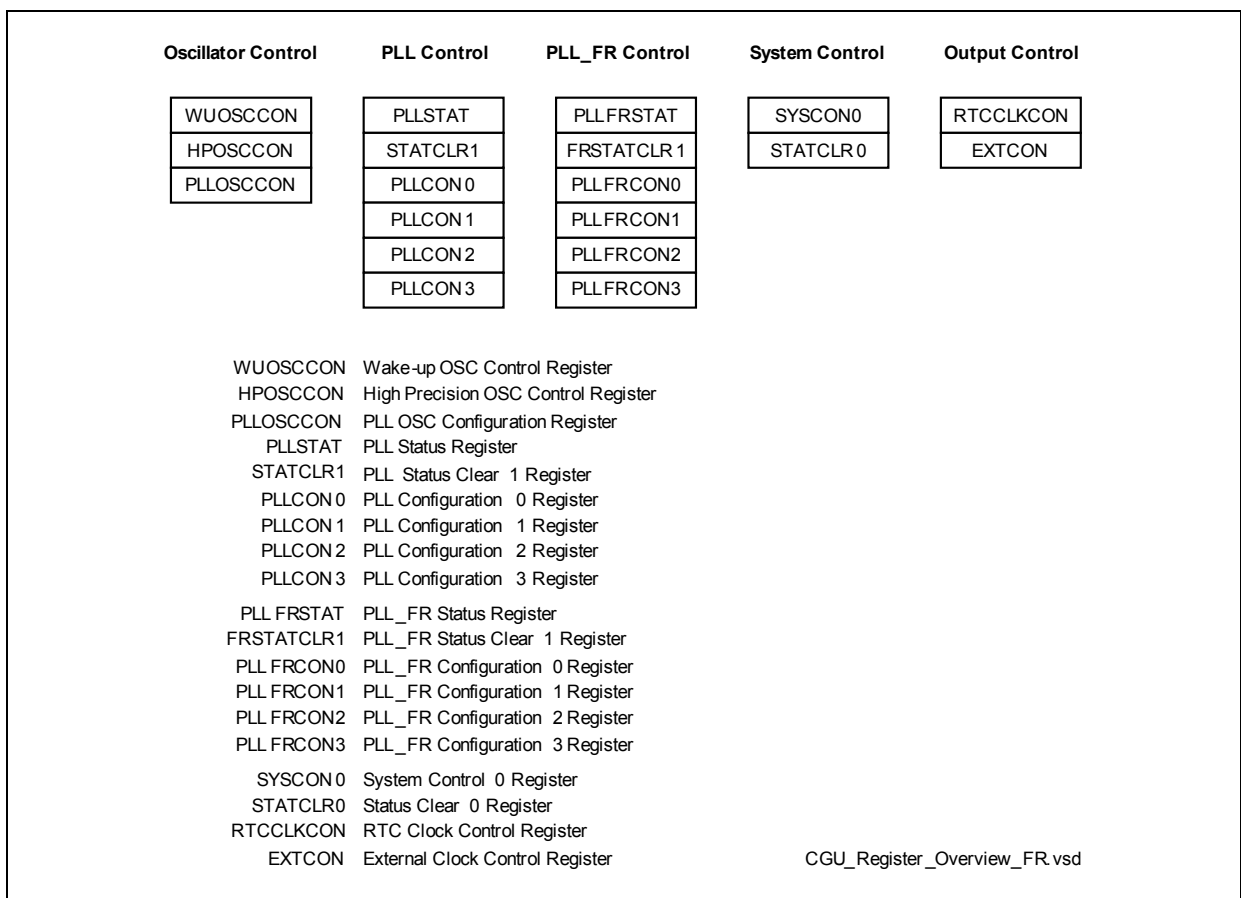 Oscillator Control PLL Control PLL_FR Control System Control Output Control
WUOSCCON PLLSTAT PLLFRSTAT SYSCON0 RTCCLKCON
HPOSCCON STATCLR1 FRSTATCLR1 STATCLR0 EXTCON
PLLOSCCON PLLCON0 PLLFRCON0
PLLCON1 PLLFRCON1
PLLCON2 PLLFRCON2
PLLCON3 PLLFRCON3
WUOSCCON Wake-up OSC Control Register
HPOSCCON High Precision OSC Control Register
PLLOSCCON PLL OSC Configuration Register
PLLSTAT PLL Status Register
STATCLR1 PLL Status Clear 1 Register
PLLCON0 PLL Configuration 0 Register
PLLCON1 PLL Configuration 1 Register
PLLCON2 PLL Configuration 2 Register
PLLCON3 PLL Configuration 3 Register
PLLFRSTAT PLL_FR Status Register
FRSTATCLR1 PLL_FR Status Clear 1 Register
PLLFRCON0 PLL_FR Configuration 0 Register
PLLFRCON1 PLL_FR Configuration 1 Register
PLLFRCON2 PLL_FR Configuration 2 Register
PLLFRCON3 PLL_FR Configuration 3 Register
SYSCON0 System Control 0 Register
STATCLR0 Status Clear 0 Register
RTCCLKCON RTC Clock Control Register
EXTCON External Clock Control Register CGU_Register_Overview_FR.vsd